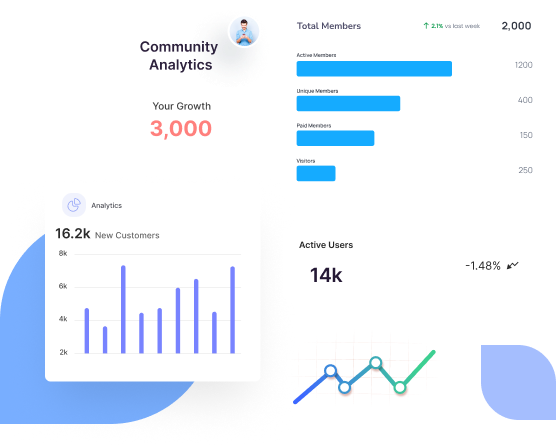 Community
Analytics
Your Growth
3,000
Analytics
16.2k New Customers
8k
6k
4k
2k
Total Members
2.1% vs last week
2,000
Active Members
1200
Unique Members
400
Paid Members
150
Visitors
250
Active Users
14k
-1.48%